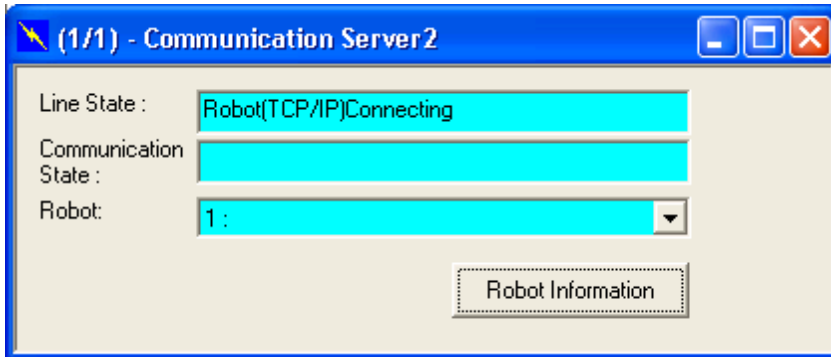 (1/1) - Communication Server2
Line State :
Robot(TCP/IP)Connecting
Communication
State :
Robot:
1 :
Robot Information